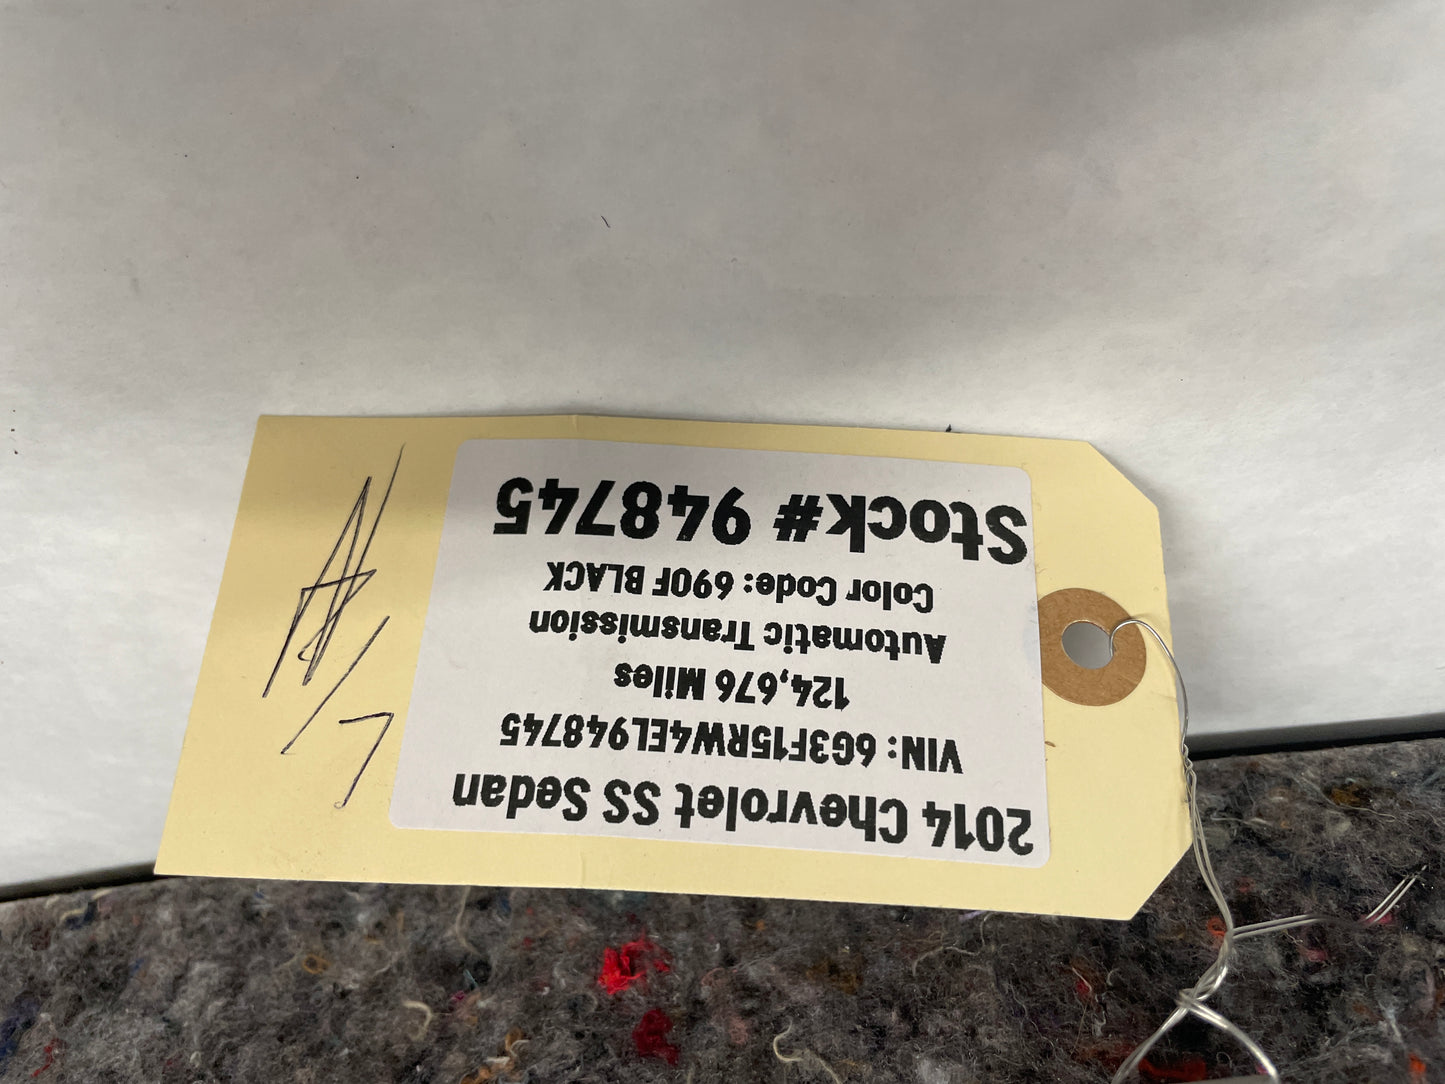 2014 Chevrolet SS Sedan
VIN: 6G3F15RW4EL948745
124,676 Miles
Automatic Transmission
Color Code: 690F BLACK
Stock# 948745